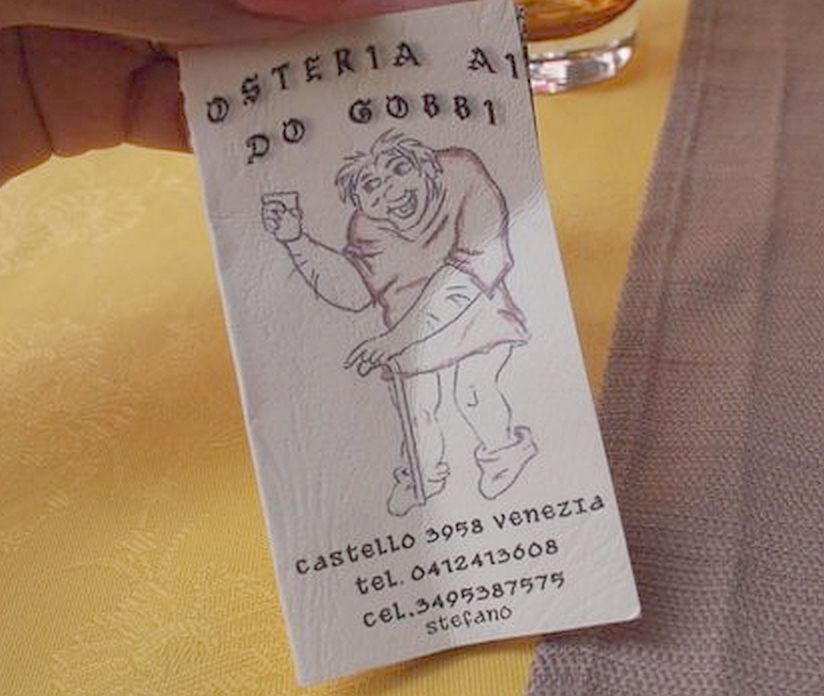 OSTERIA AI
DO GOBBI
castello 3958 venezia
tel. 0412413608
cel.3495387575
stefano